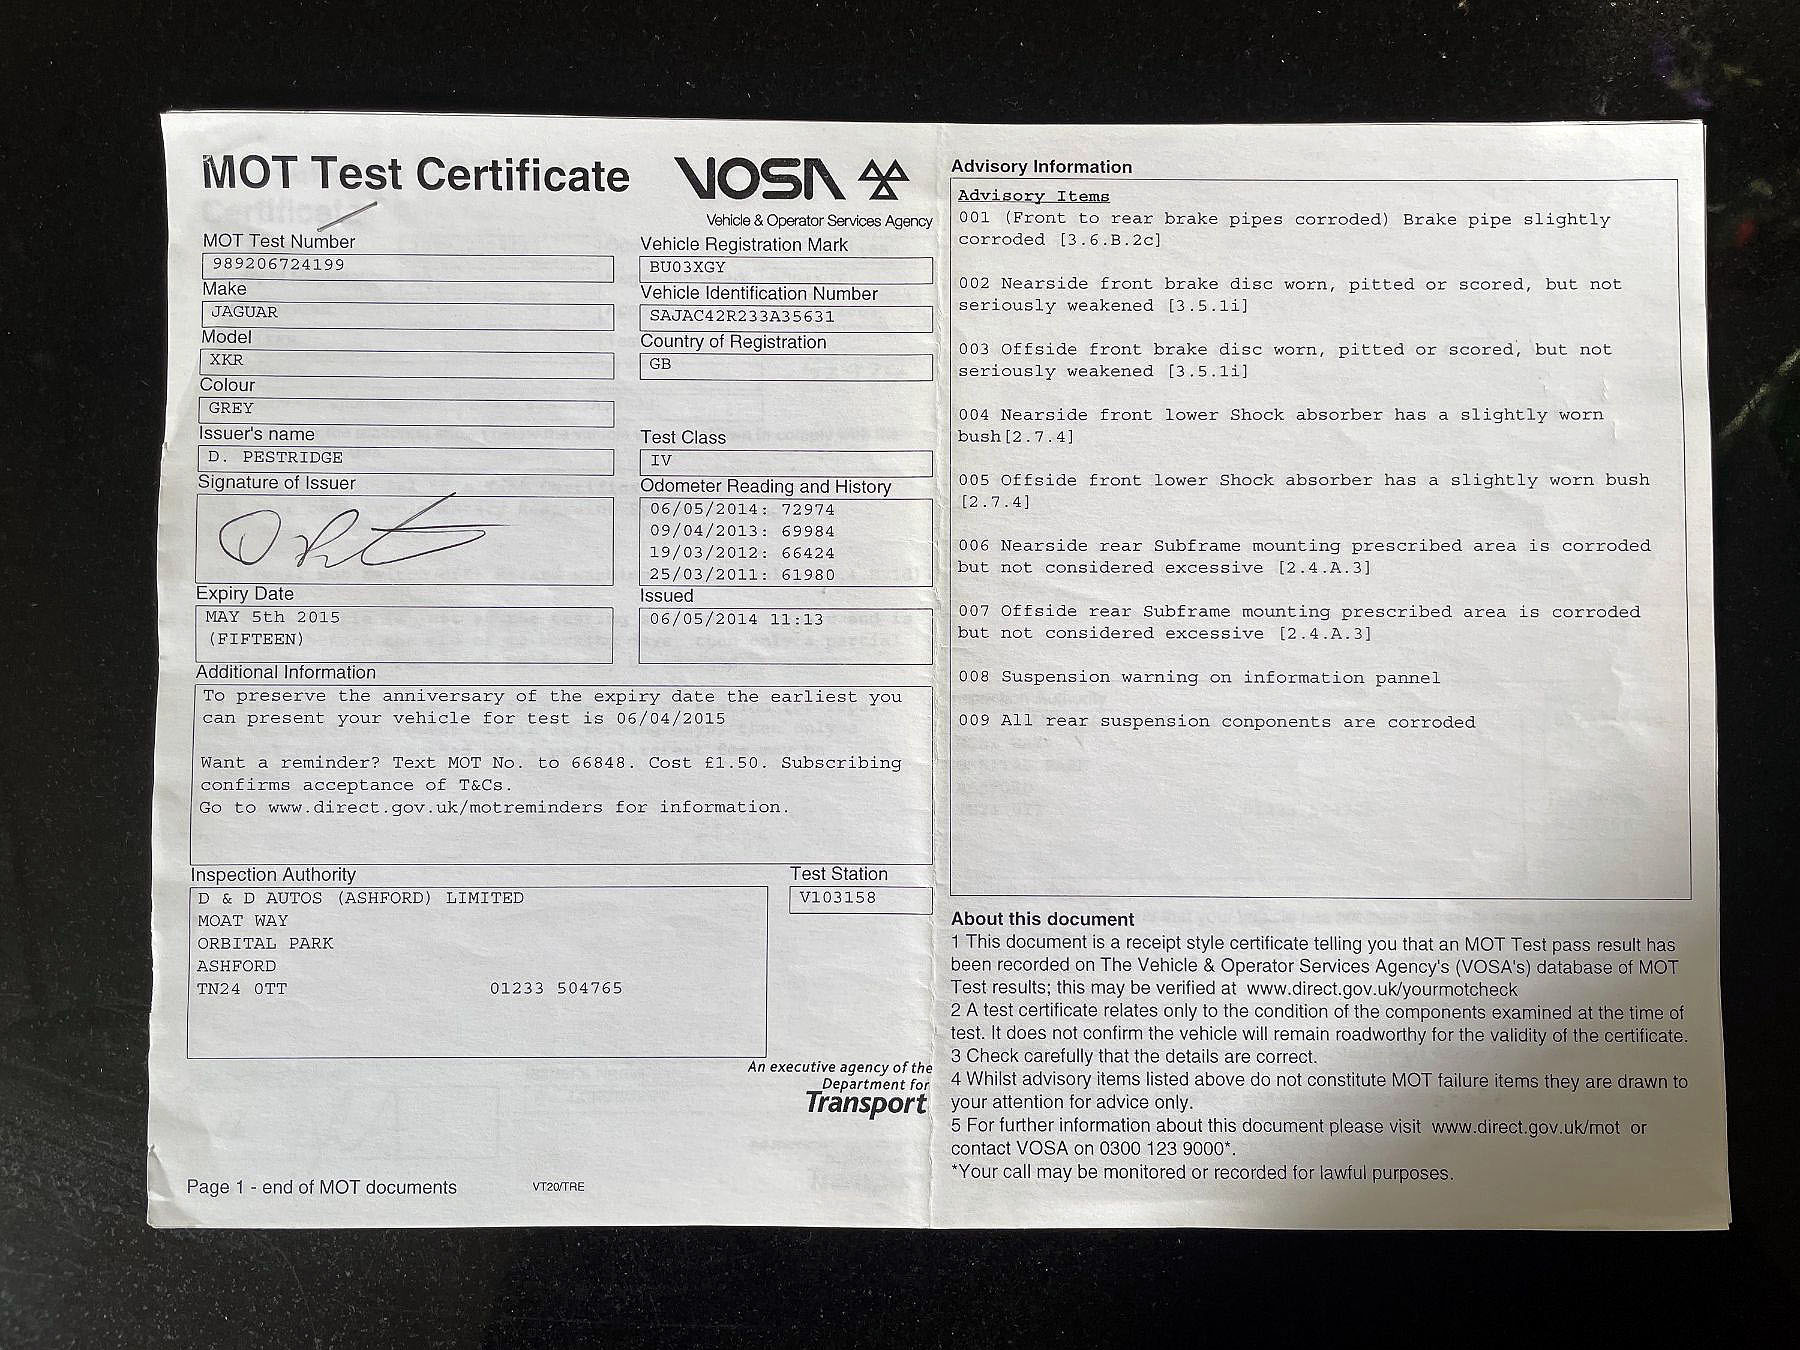 MOT Test Certificate
VOSA
Vehicle & Operator Services Agency
MOT Test Number
989206724199
Vehicle Registration Mark
BU03XGY
Make
JAGUAR
Vehicle Identification Number
SAJAC42R233A35631
Model
XKR
Country of Registration
GB
Colour
GREY
Issuer's name
D. PESTRIDGE
Test Class
IV
Signature of Issuer
Odometer Reading and History
06/05/2014: 72974
09/04/2013: 69984
19/03/2012: 66424
25/03/2011: 61980
Expiry Date
MAY 5th 2015
(FIFTEEN)
Issued
06/05/2014 11:13
Additional Information
To preserve the anniversary of the expiry date the earliest you
can present your vehicle for test is 06/04/2015
Want a reminder? Text MOT No. to 66848. Cost £1.50. Subscribing
confirms acceptance of T&Cs.
Go to www.direct.gov.uk/motreminders for information.
Inspection Authority
D & D AUTOS (ASHFORD) LIMITED
MOAT WAY
ORBITAL PARK
ASHFORD
TN24 0TT 01233 504765
Test Station
V103158
An executive agency of the
Department for
Transport
Page 1 - end of MOT documents
VT20/TRE
Advisory Information
Advisory Items
001 (Front to rear brake pipes corroded) Brake pipe slightly
corroded [3.6.B.2c]
002 Nearside front brake disc worn, pitted or scored, but not
seriously weakened [3.5.1i]
003 Offside front brake disc worn, pitted or scored, but not
seriously weakened [3.5.1i]
004 Nearside front lower Shock absorber has a slightly worn
bush[2.7.4]
005 Offside front lower Shock absorber has a slightly worn bush
[2.7.4]
006 Nearside rear Subframe mounting prescribed area is corroded
but not considered excessive [2.4.A.3]
007 Offside rear Subframe mounting prescribed area is corroded
but not considered excessive [2.4.A.3]
008 Suspension warning on information pannel
009 All rear suspension conponents are corroded
About this document
1 This document is a receipt style certificate telling you that an MOT Test pass result has
been recorded on The Vehicle & Operator Services Agency's (VOSA's) database of MOT
Test results; this may be verified at www.direct.gov.uk/yourmotcheck
2 A test certificate relates only to the condition of the components examined at the time of
test. It does not confirm the vehicle will remain roadworthy for the validity of the certificate.
3 Check carefully that the details are correct.
4 Whilst advisory items listed above do not constitute MOT failure items they are drawn to
your attention for advice only.
5 For further information about this document please visit www.direct.gov.uk/mot or
contact VOSA on 0300 123 9000*.
*Your call may be monitored or recorded for lawful purposes.